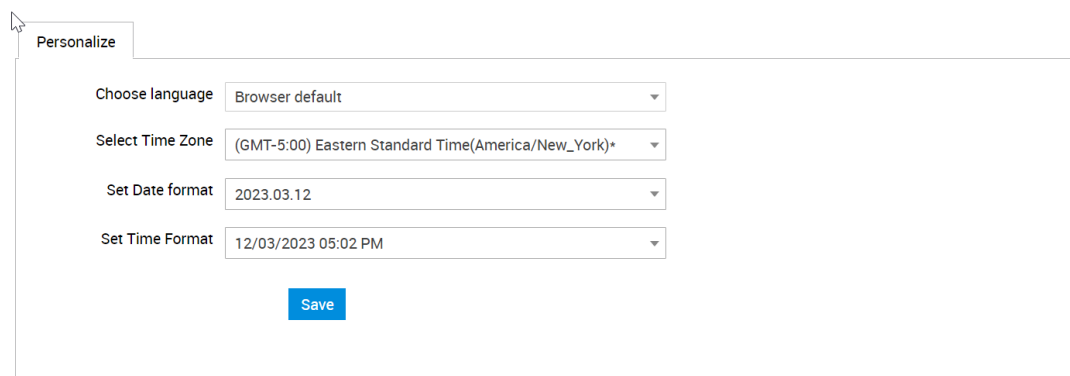 Personalize
Choose language Browser default
Select Time Zone (GMT-5:00) Eastern Standard Time(America/New_York)*
Set Date format 2023.03.12
Set Time Format 12/03/2023 05:02 PM
Save